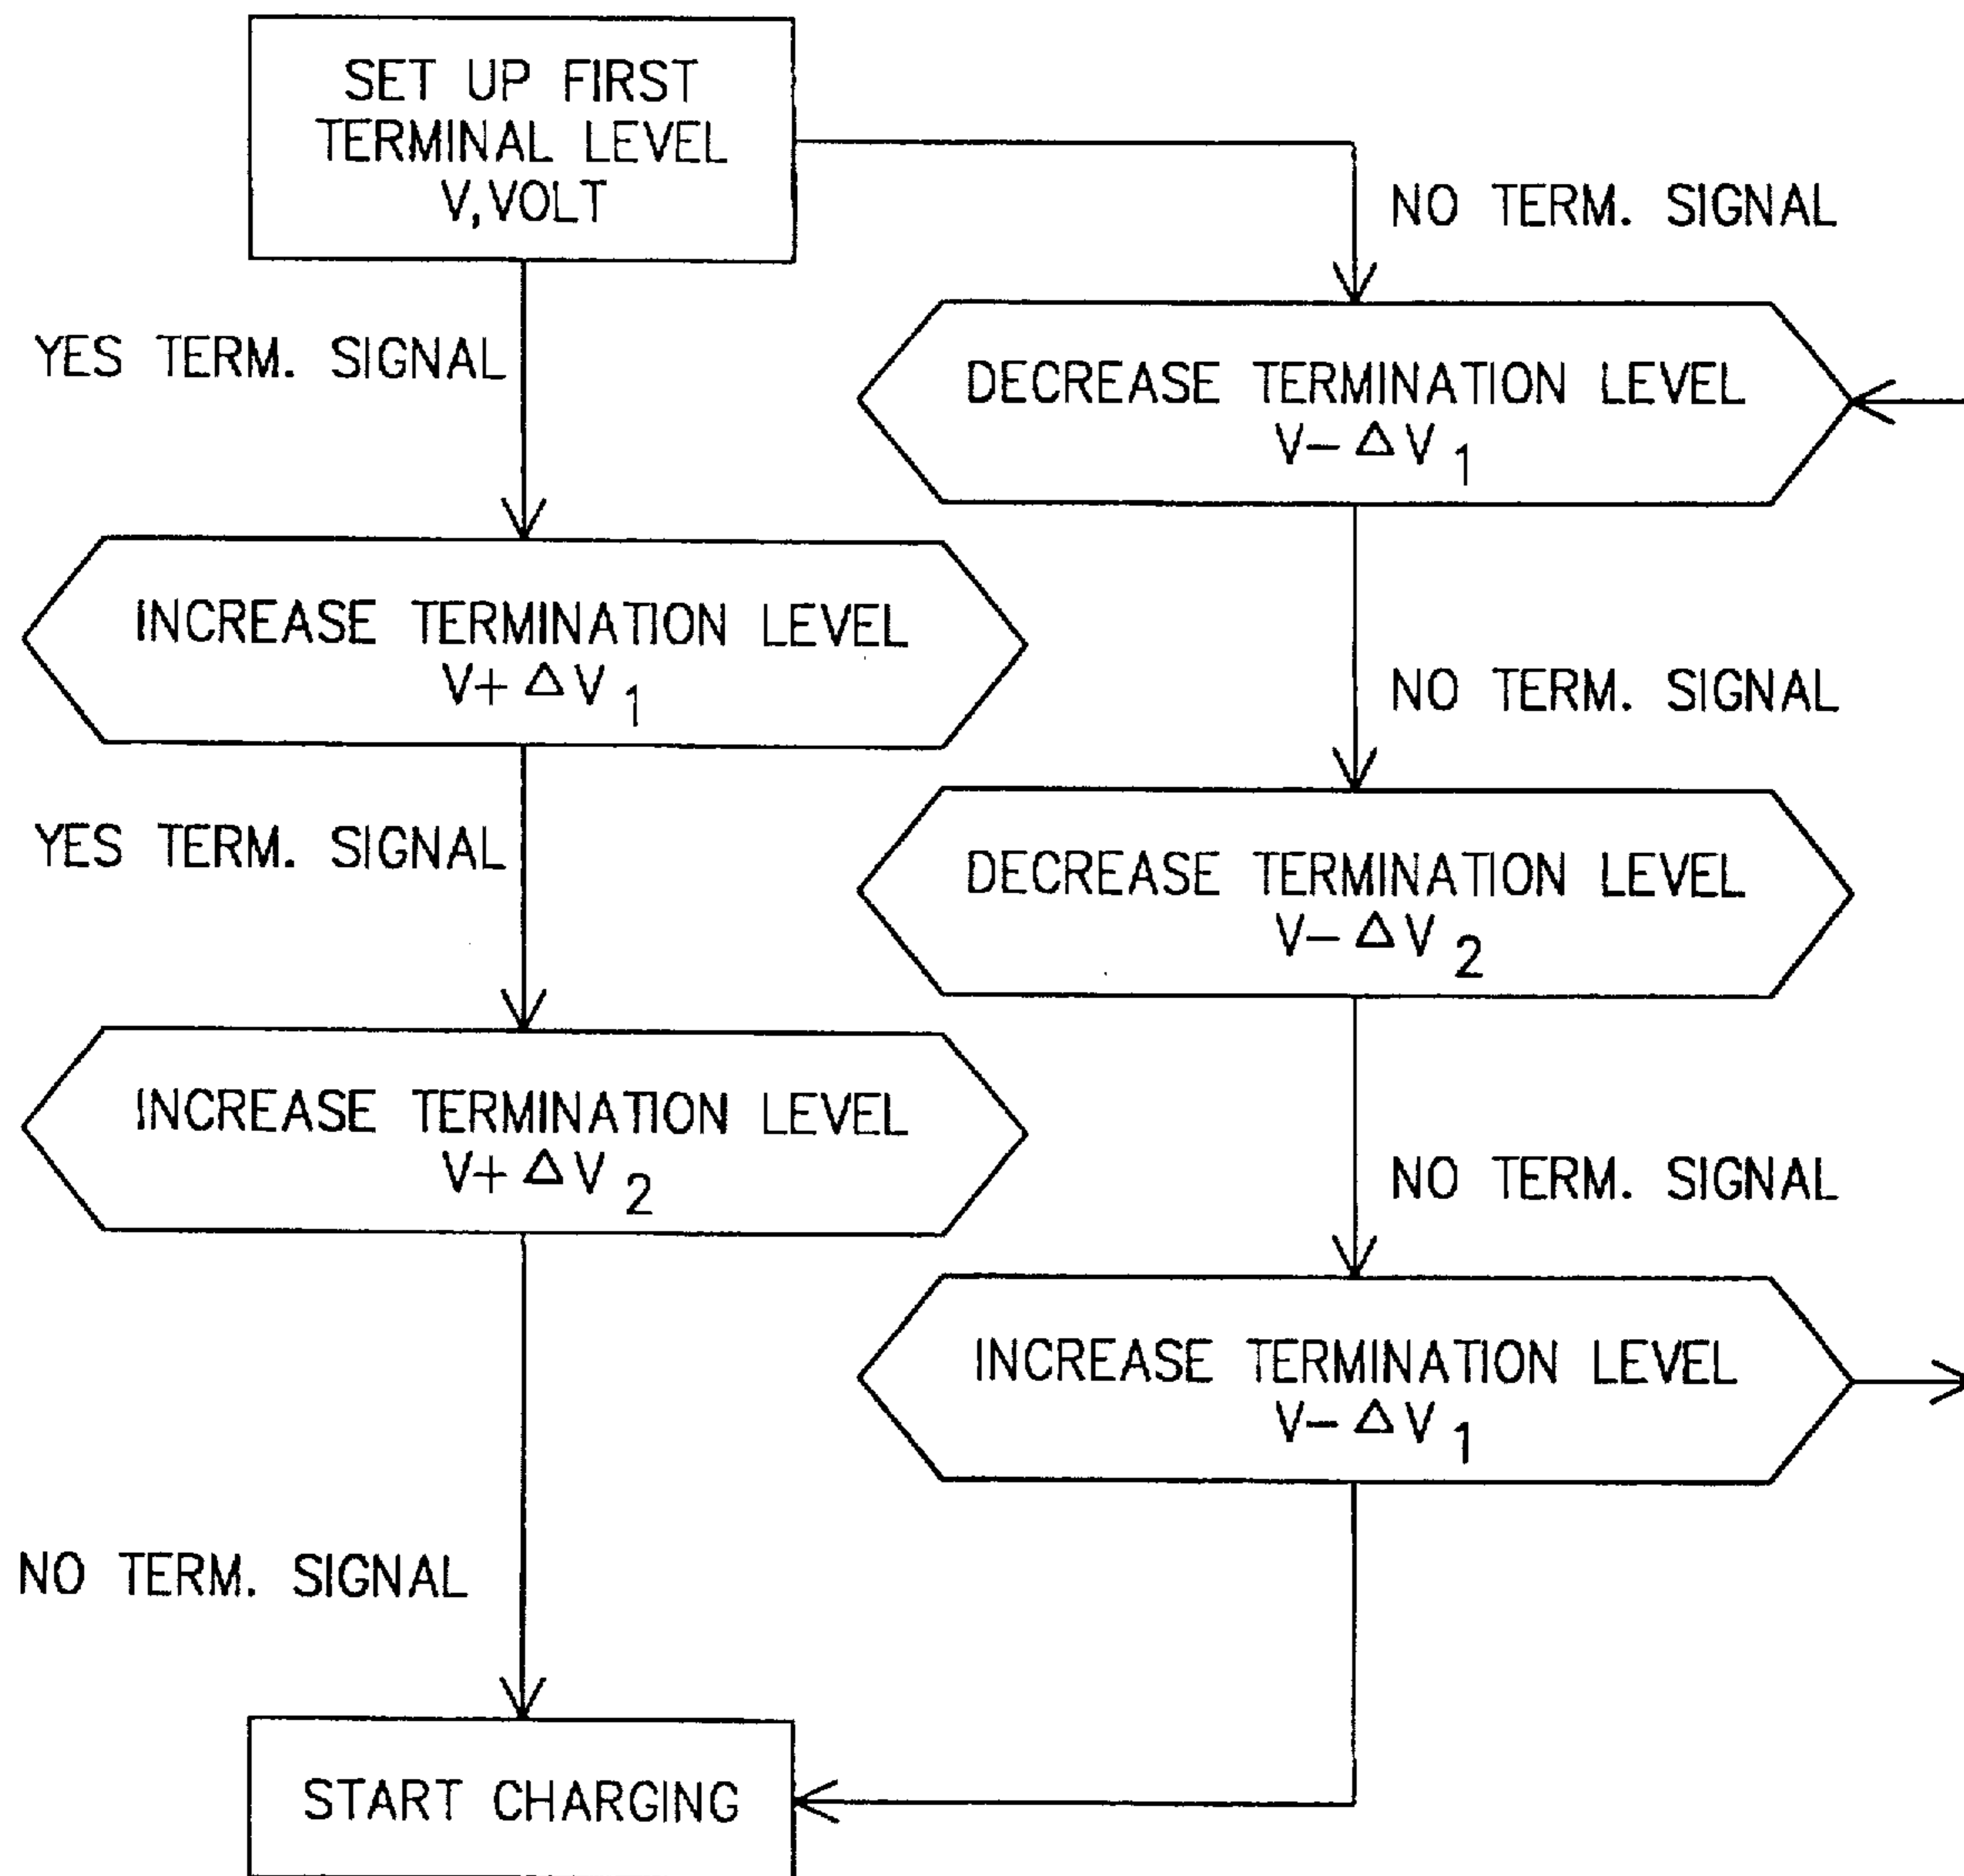 SET UP FIRST
TERMINAL LEVEL
V,VOLT
NO TERM. SIGNAL
YES TERM. SIGNAL
DECREASE TERMINATION LEVEL
V- ΔV 1
INCREASE TERMINATION LEVEL
V+ ΔV 1
NO TERM. SIGNAL
YES TERM. SIGNAL
DECREASE TERMINATION LEVEL
V- ΔV 2
INCREASE TERMINATION LEVEL
V+ ΔV 2
NO TERM. SIGNAL
INCREASE TERMINATION LEVEL
V- ΔV 1
NO TERM. SIGNAL
START CHARGING